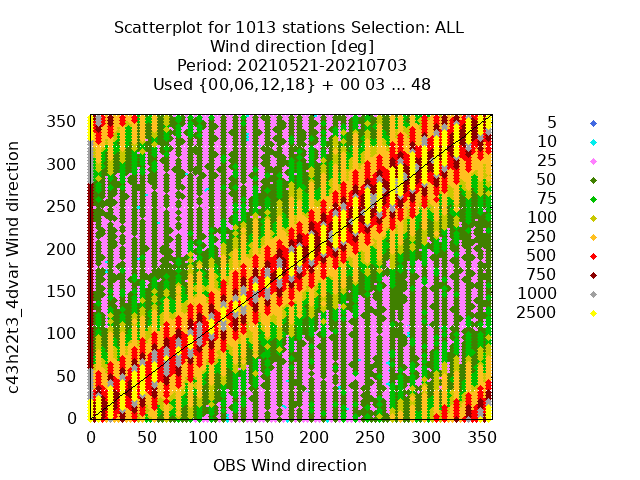 Scatterplot for 1013 stations Selection: ALL
Wind direction [deg]
Period: 20210521-20210703
Used {00,06,12,18} + 00 03 ... 48
c43h22t3_4dvar Wind direction
350
300
250
200
150
100
50
0
0 50 100 150 200 250 300 350
OBS Wind direction
5
10
25
50
75
100
250
500
750
1000
2500